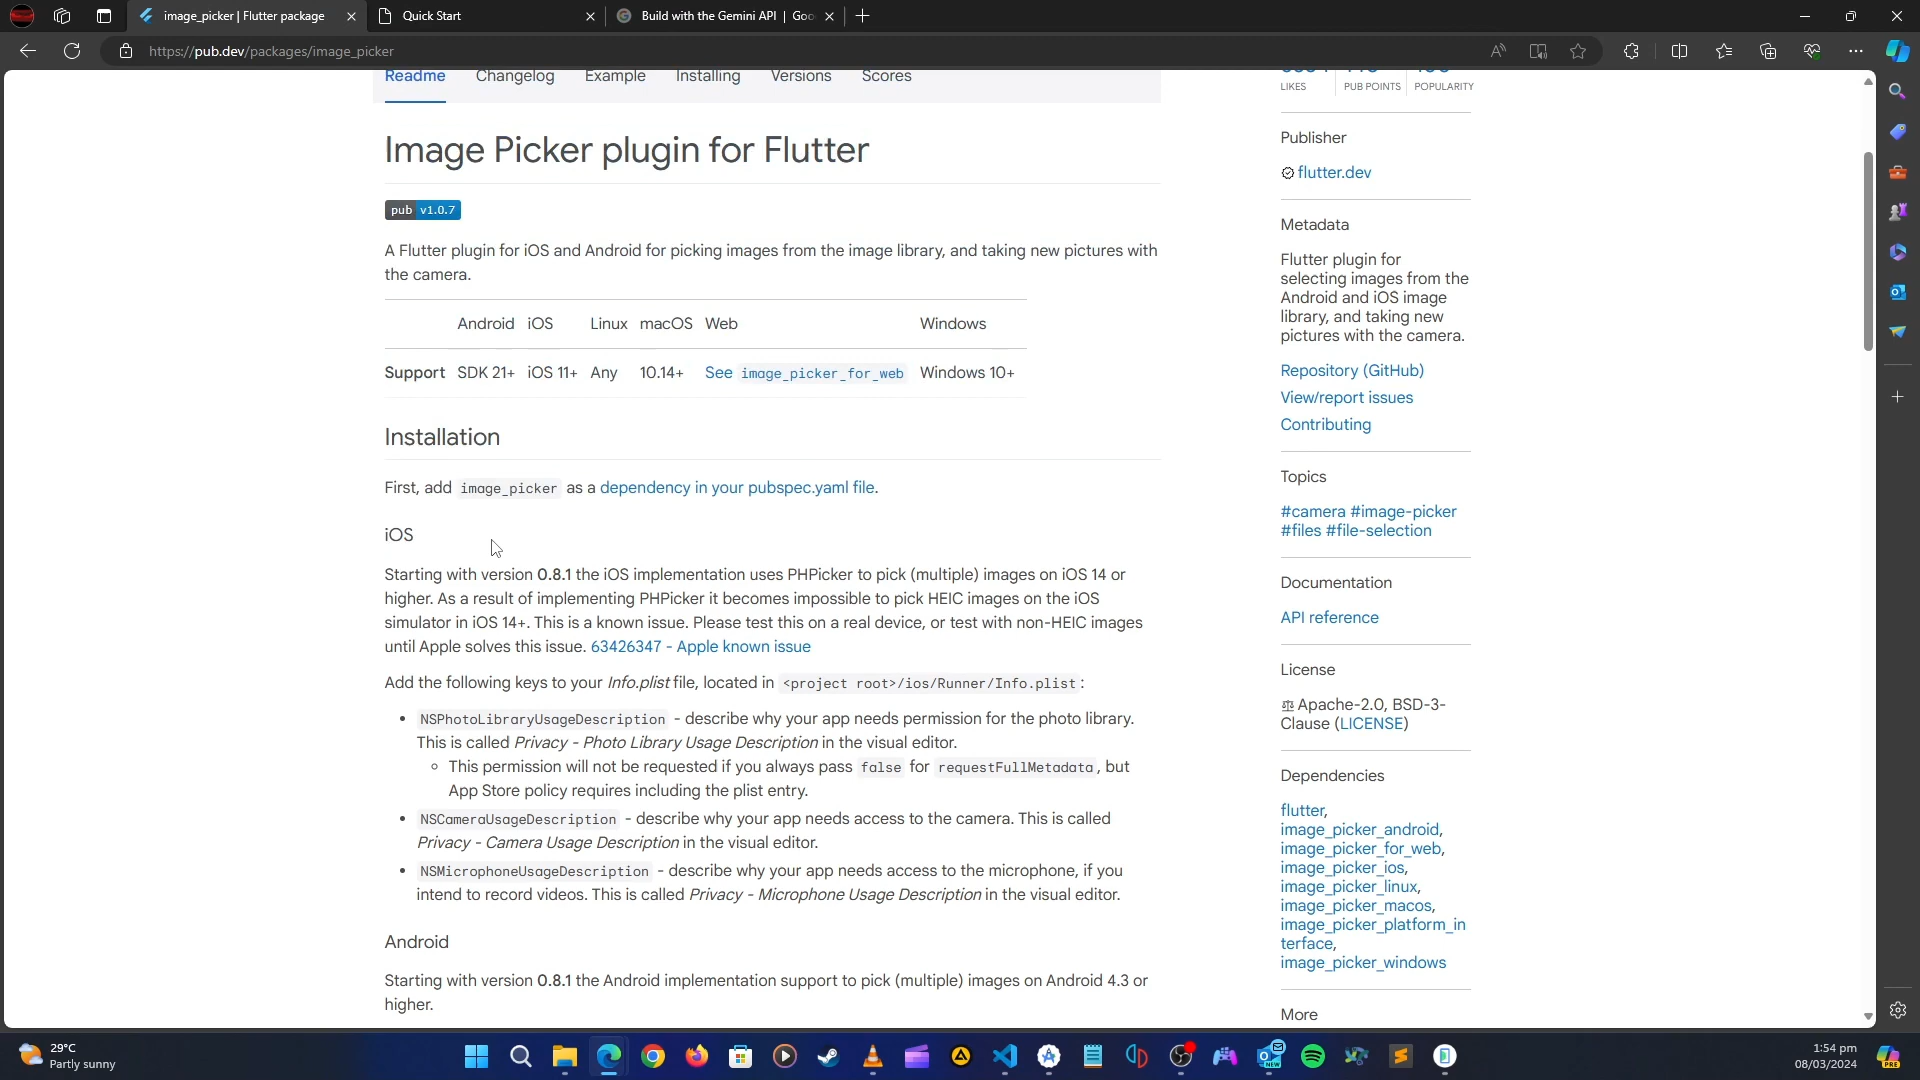 image_picker | Flutter package
Quick Start
Build with the Gemini API | Goo
https://pub.dev/packages/image_picker
Readme Changelog Example Installing Versions Scores
LIKES PUB POINTS POPULARITY
Image Picker plugin for Flutter
pub v1.0.7
A Flutter plugin for iOS and Android for picking images from the image library, and taking new pictures with
the camera.
Android iOS Linux macOS Web Windows
Support SDK 21+ iOS 11+ Any 10.14+ See image_picker_for_web Windows 10+
Installation
First, add image_picker as a dependency in your pubspec.yaml file.
iOS
Starting with version 0.8.1 the iOS implementation uses PHPicker to pick (multiple) images on iOS 14 or
higher. As a result of implementing PHPicker it becomes impossible to pick HEIC images on the iOS
simulator in iOS 14+. This is a known issue. Please test this on a real device, or test with non-HEIC images
until Apple solves this issue. 63426347 - Apple known issue
Add the following keys to your Info.plist file, located in <project root>/ios/Runner/Info.plist :
• NSPhotoLibraryUsageDescription - describe why your app needs permission for the photo library.
This is called Privacy - Photo Library Usage Description in the visual editor.
◦ This permission will not be requested if you always pass false for requestFullMetadata , but
App Store policy requires including the plist entry.
• NSCameraUsageDescription - describe why your app needs access to the camera. This is called
Privacy - Camera Usage Description in the visual editor.
• NSMicrophoneUsageDescription - describe why your app needs access to the microphone, if you
intend to record videos. This is called Privacy - Microphone Usage Description in the visual editor.
Android
Starting with version 0.8.1 the Android implementation support to pick (multiple) images on Android 4.3 or
higher.
Publisher
flutter.dev
Metadata
Flutter plugin for
selecting images from the
Android and iOS image
library, and taking new
pictures with the camera.
Repository (GitHub)
View/report issues
Contributing
Topics
#camera #image-picker
#files #file-selection
Documentation
API reference
License
Apache-2.0, BSD-3-
Clause (LICENSE)
Dependencies
flutter,
image_picker_android,
image_picker_for_web,
image_picker_ios,
image_picker_linux,
image_picker_macos,
image_picker_platform_in
terface,
image_picker_windows
More
29°C
Partly sunny
NEW
1:54 pm
08/03/2024
PRE